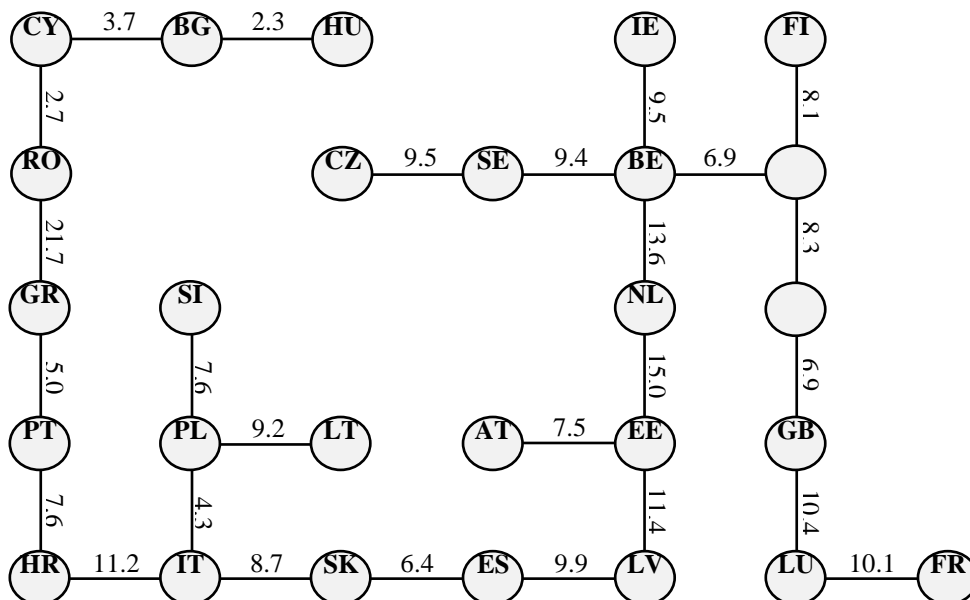 CY 3.7 BG 2.3 HU IE FI
2.7 9.5 8.1
RO CZ 9.5 SE 9.4 BE 6.9
21.7 13.6 8.3
GR SI NL
5.0 7.6 15.0 6.9
PT PL 9.2 LT AT 7.5 EE GB
7.6 4.3 11.4 10.4
HR 11.2 IT 8.7 SK 6.4 ES 9.9 LV LU 10.1 FR